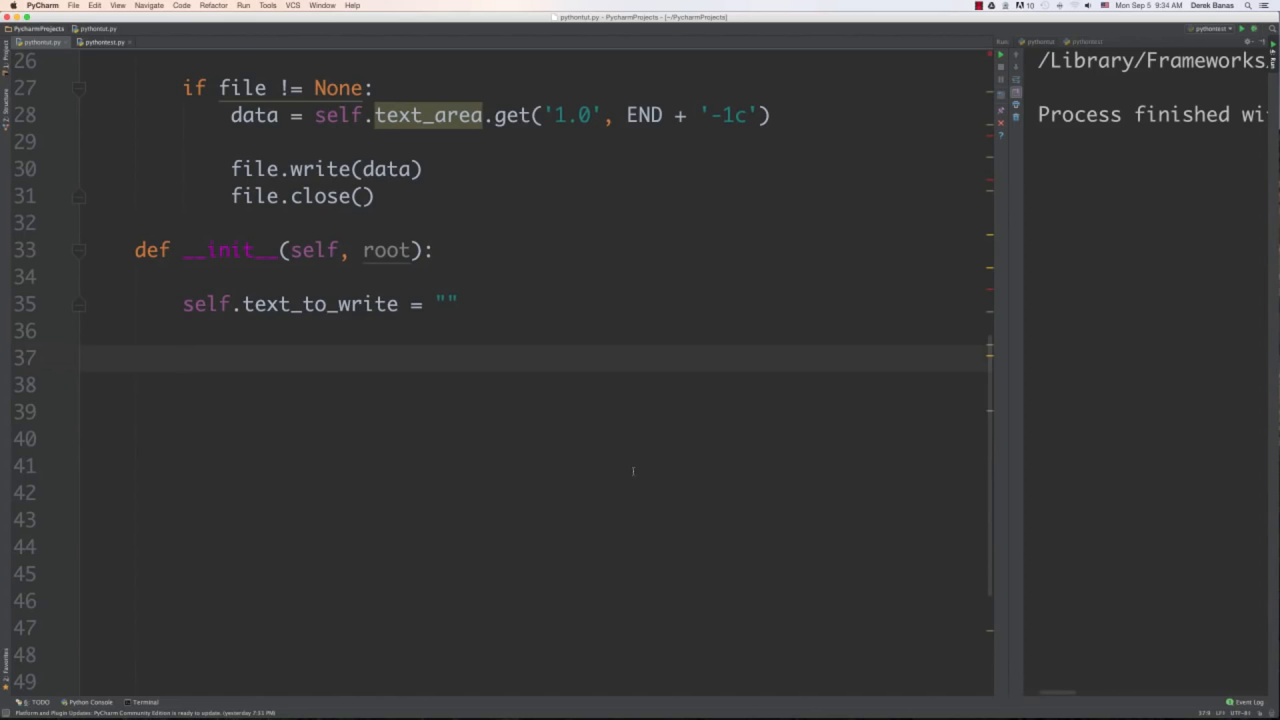 PyCharm File Edit View Navigate Code Refactor Run Tools VCS Window Help
10 Mon Sep 5 9:34 AM Derek Banas
pythontut.py - PycharmProjects - [~/PycharmProjects]
PycharmProjects pythontut.py pythontest
pythontut.py pythontest.py Run: pythontut pythontest
26
27 if file != None:
28 data = self.text_area.get('1.0', END + '-1c')
29
30 file.write(data)
31 file.close()
32
33 def __init__(self, root):
34
35 self.text_to_write = ""
36
37
38
39
40
41
42
43
44
45
46
47
48
49
/Library/Frameworks
Process finished wi
1: Project
7: Structure
2: Favorites
Run
6: TODO Python Console Terminal Event Log
Platform and Plugin Updates: PyCharm Community Edition is ready to update. (yesterday 7:51 PM) 37:9 LF: UTF-8: